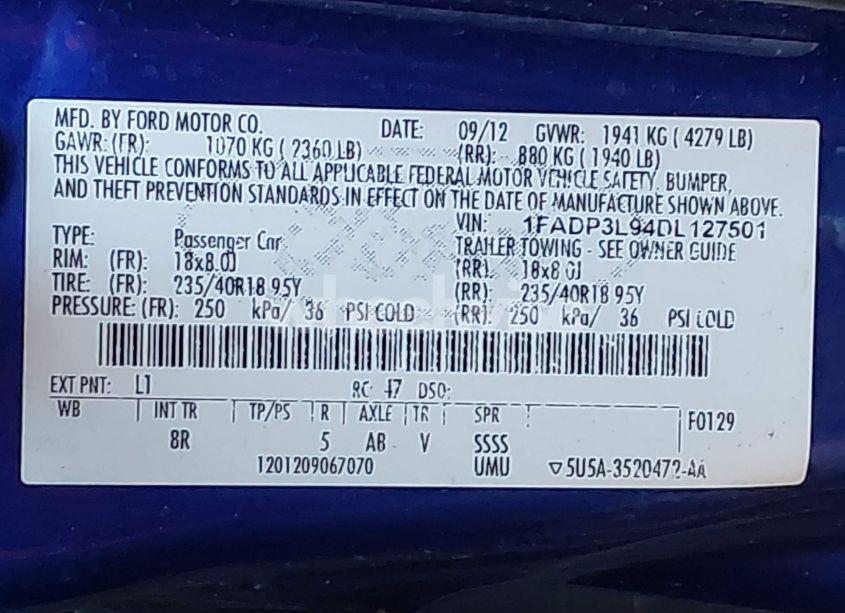 MFD. BY FORD MOTOR CO. DATE: 09/12 GVWR: 1941 KG ( 4279 LB)
GAWR: (FR): 1070 KG ( 2360 LB) (RR): 880 KG ( 1940 LB)
THIS VEHICLE CONFORMS TO ALL APPLICABLE FEDERAL MOTOR VEHICLE SAFETY, BUMPER,
AND THEFT PREVENTION STANDARDS IN EFFECT ON THE DATE OF MANUFACTURE SHOWN ABOVE.
VIN: 1FADP3L94DL127501
TYPE: Passenger Car TRAILER TOWING - SEE OWNER GUIDE
RIM: (FR): 18x8.0J (RR): 18x8.0J
TIRE: (FR): 235/40R18 95Y (RR): 235/40R18 95Y
PRESSURE: (FR): 250 kPa/ 36 PSI COLD (RR): 250 kPa/ 36 PSI COLD
EXT PNT: L1 RC: 47 DSO:
WB INT TR TP/PS R AXLE TR SPR F0129
8R 5 AB V SSSS
1201209067070 UMU 5U5A-3520472-AA